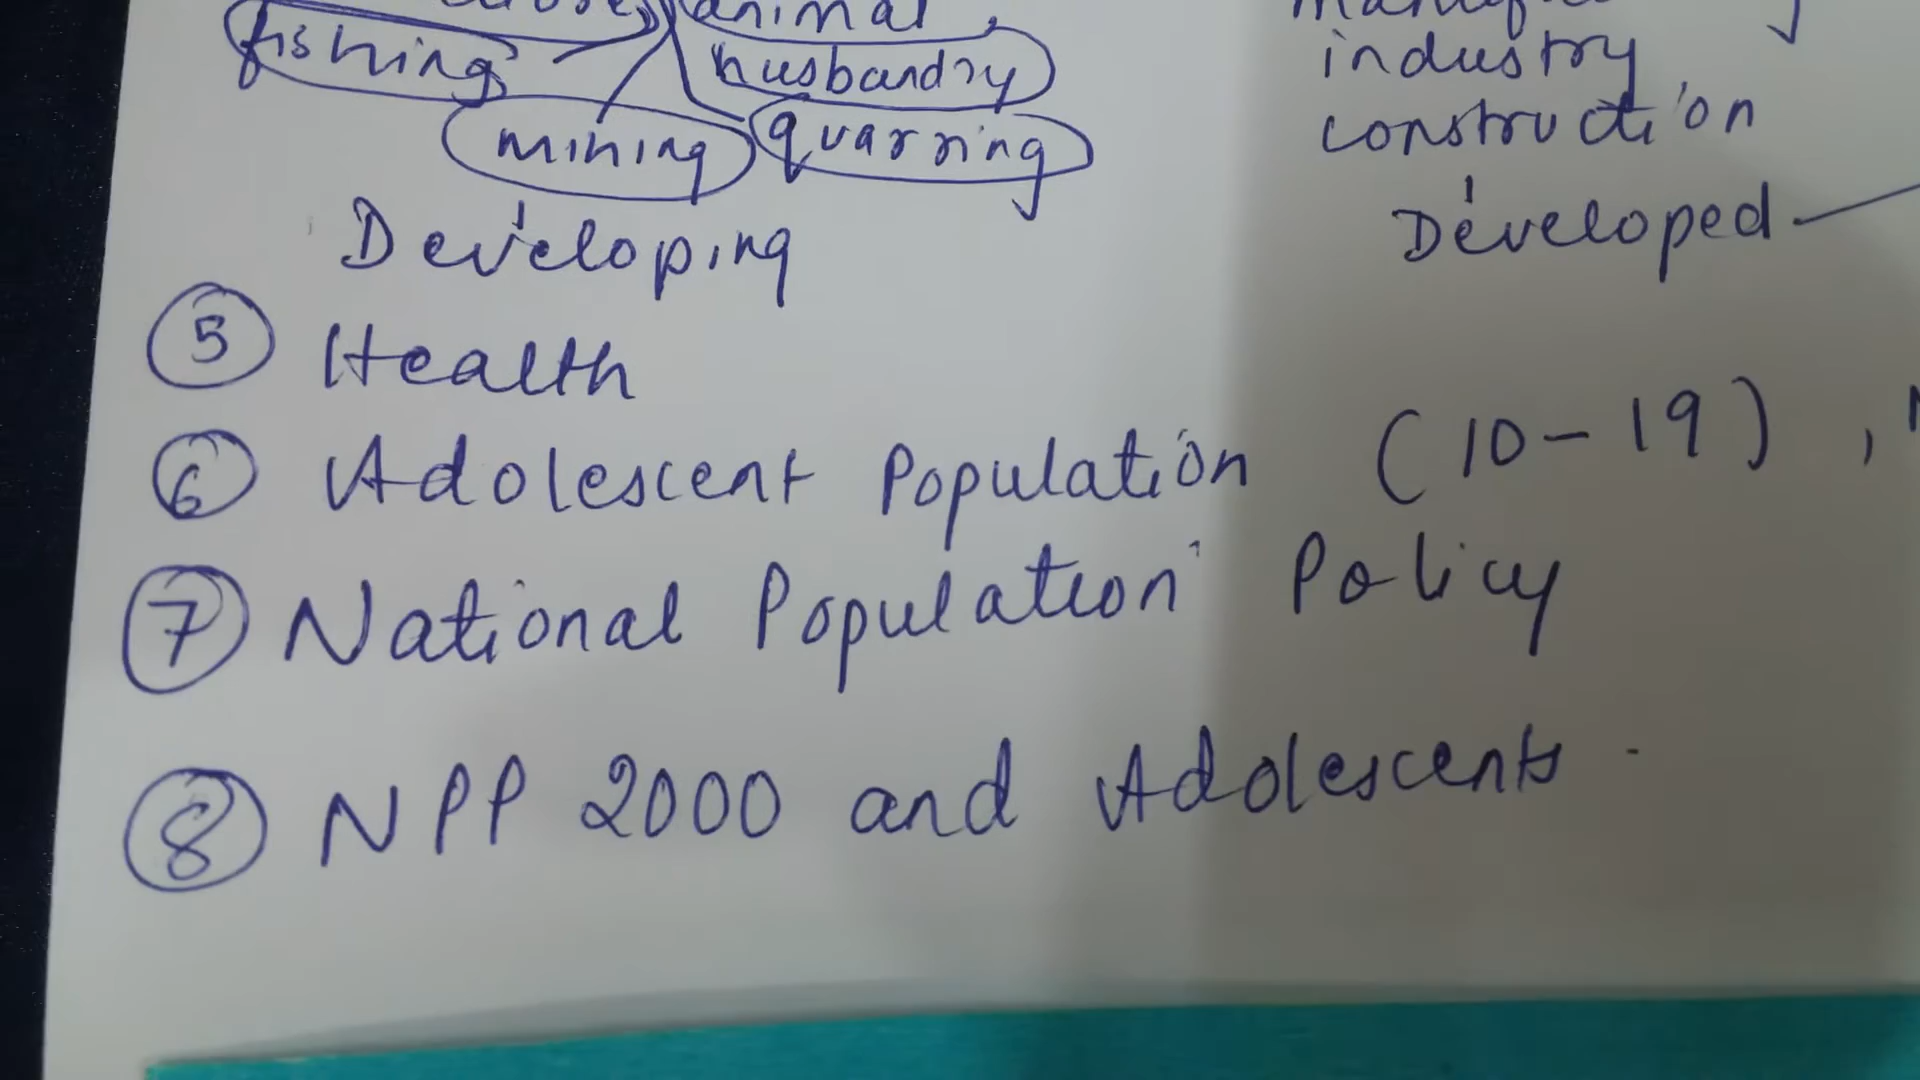 animal
fishing husbandry industry
mining quarring construction
Developing Developed
5 Health
6 Adolescent Population (10-19),
7 National Population Policy
8 NPP 2000 and Adolescents.